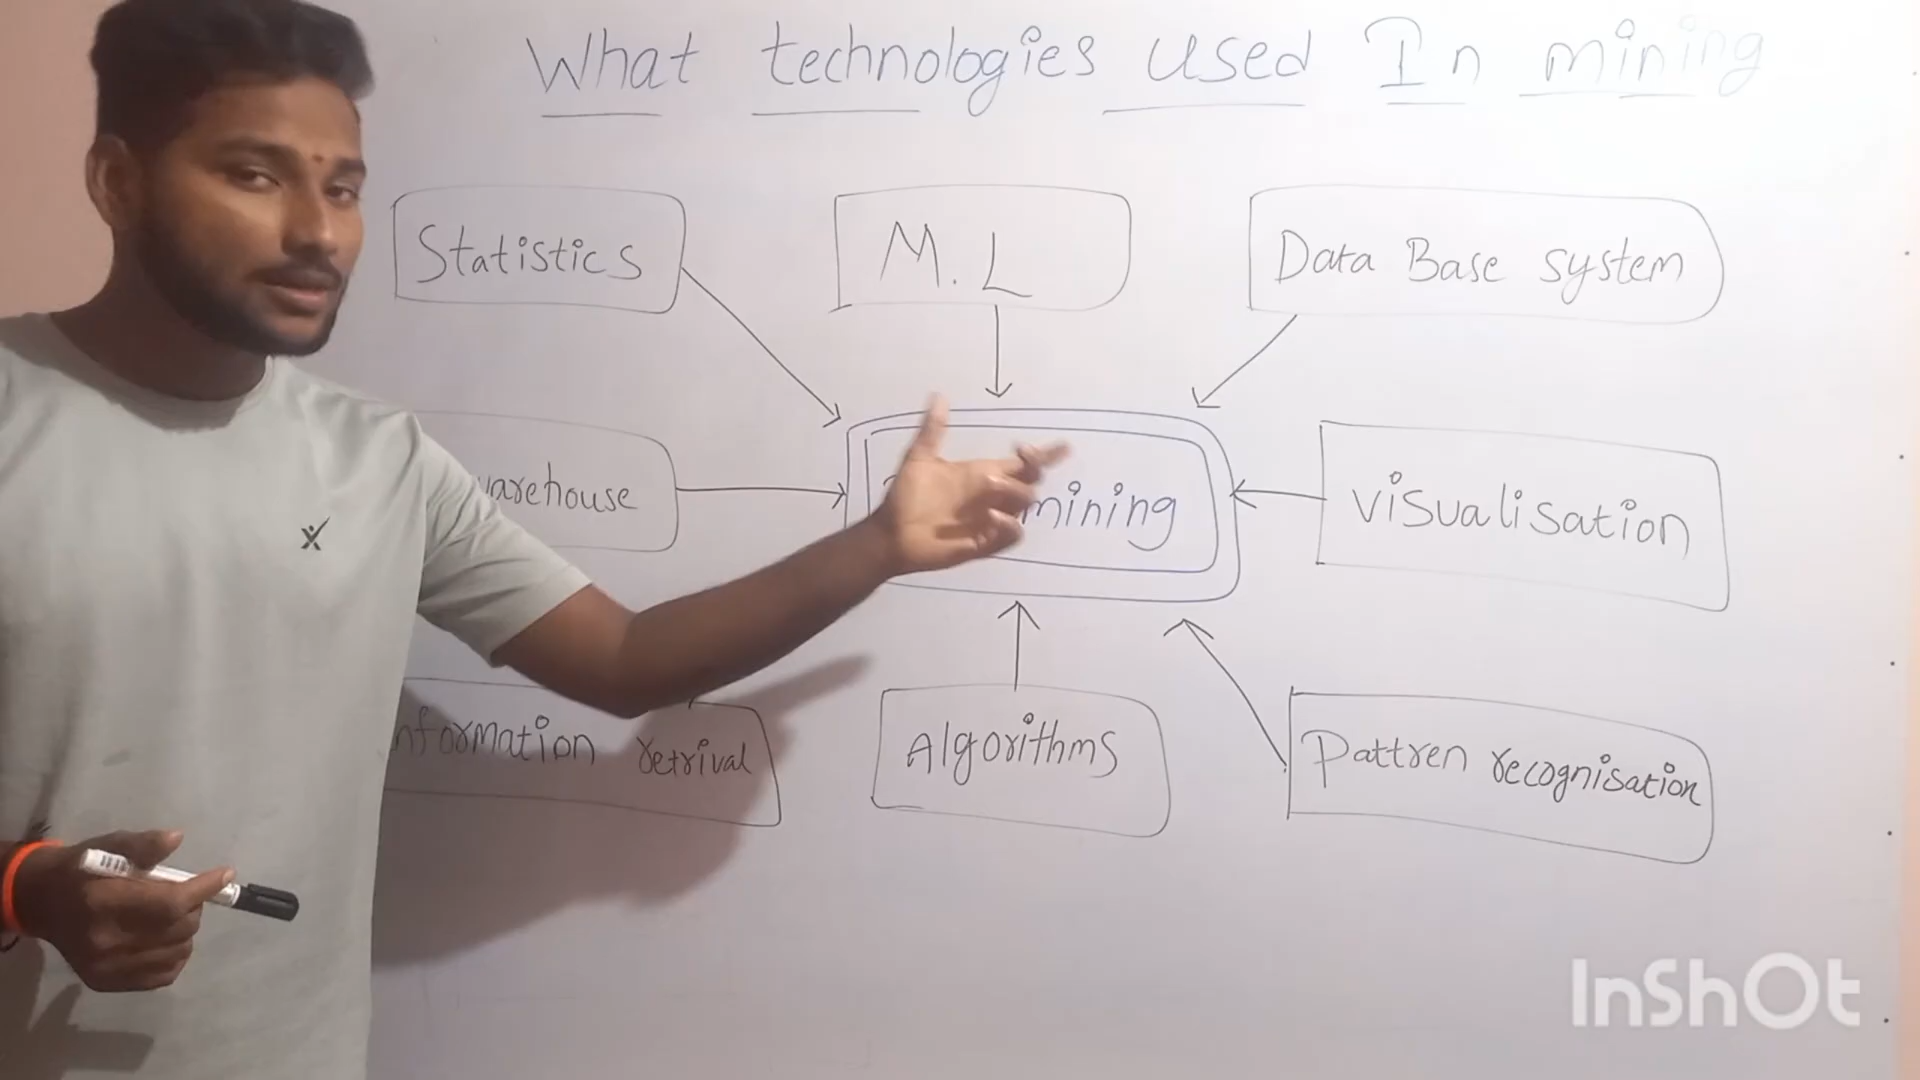 What technologies used In mining
Statistics
M.L
Data Base system
warehouse
mining
visualisation
nformation retrival
Algorithms
Pattren recognisation
InShOt